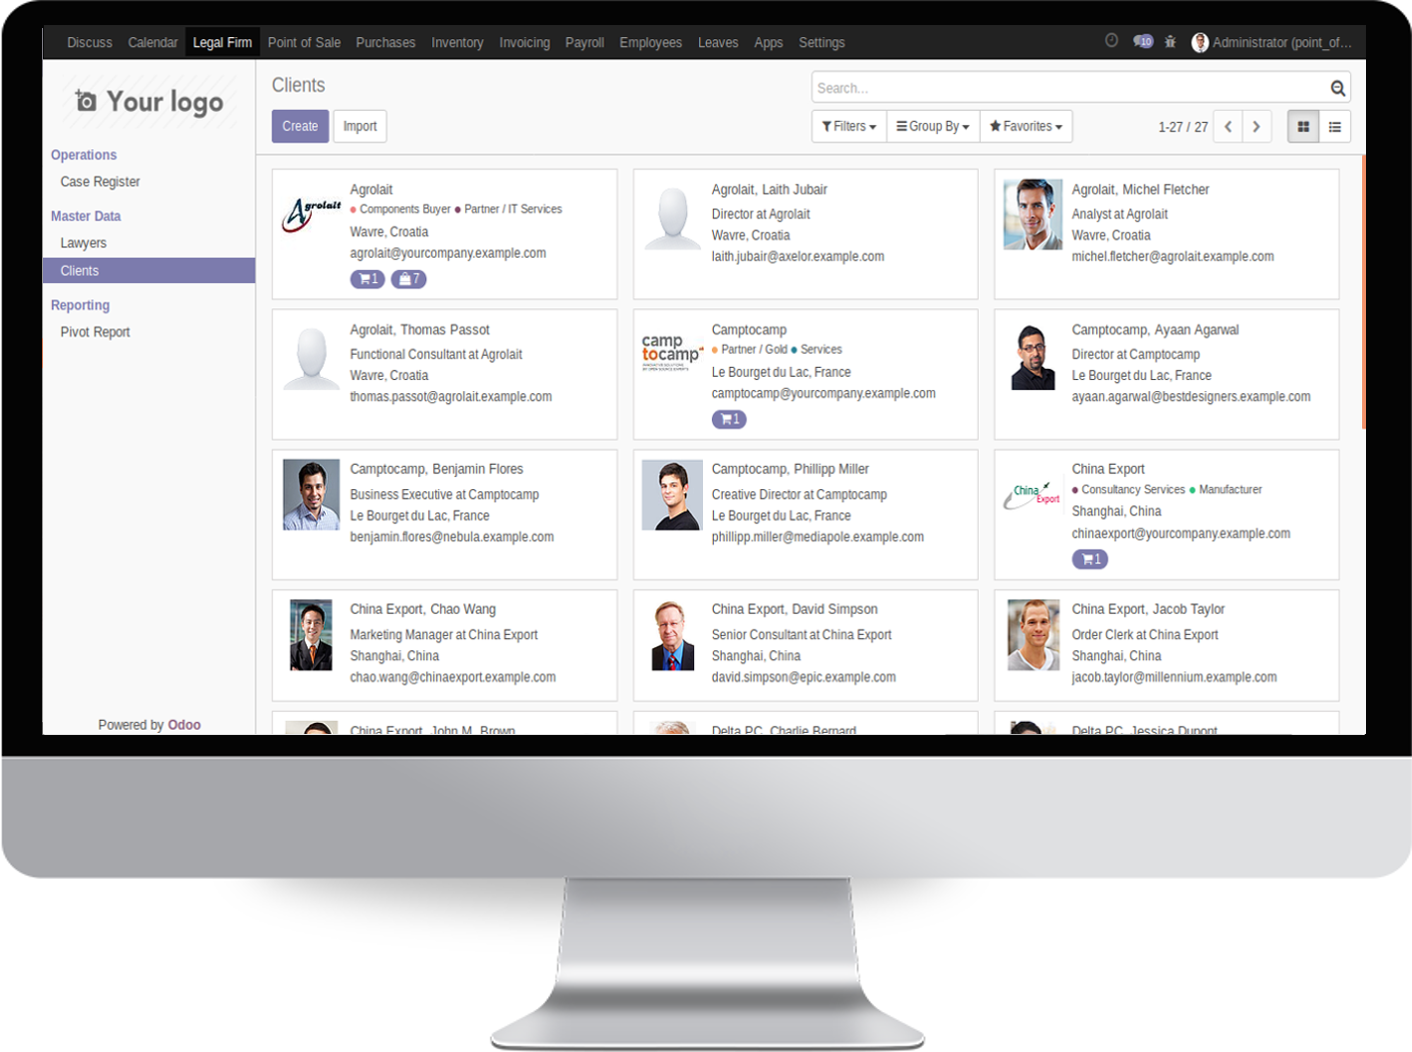 Discuss Calendar Legal Firm Point of Sale Purchases Inventory Invoicing Payroll Employees Leaves Apps Settings 10 Administrator (point_of...
Your logo
Operations
Case Register
Master Data
Lawyers
Clients
Reporting
Pivot Report
Powered by Odoo
Clients
Search...
Create Import
Filters Group By Favorites 1-27 / 27
Agrolait
Agrolait
Components Buyer Partner / IT Services
Wavre, Croatia
agrolait@yourcompany.example.com
1 7
Agrolait, Laith Jubair
Director at Agrolait
Wavre, Croatia
laith.jubair@axelor.example.com
Agrolait, Michel Fletcher
Analyst at Agrolait
Wavre, Croatia
michel.fletcher@agrolait.example.com
Agrolait, Thomas Passot
Functional Consultant at Agrolait
Wavre, Croatia
thomas.passot@agrolait.example.com
camp
tocamp
Camptocamp
Partner / Gold Services
Le Bourget du Lac, France
camptocamp@yourcompany.example.com
1
Camptocamp, Ayaan Agarwal
Director at Camptocamp
Le Bourget du Lac, France
ayaan.agarwal@bestdesigners.example.com
Camptocamp, Benjamin Flores
Business Executive at Camptocamp
Le Bourget du Lac, France
benjamin.flores@nebula.example.com
Camptocamp, Phillipp Miller
Creative Director at Camptocamp
Le Bourget du Lac, France
phillipp.miller@mediapole.example.com
China
Export
China Export
Consultancy Services Manufacturer
Shanghai, China
chinaexport@yourcompany.example.com
1
China Export, Chao Wang
Marketing Manager at China Export
Shanghai, China
chao.wang@chinaexport.example.com
China Export, David Simpson
Senior Consultant at China Export
Shanghai, China
david.simpson@epic.example.com
China Export, Jacob Taylor
Order Clerk at China Export
Shanghai, China
jacob.taylor@millennium.example.com
China Export, John M. Brown
Delta PC, Charlie Bernard
Delta PC, Jessica Dupont